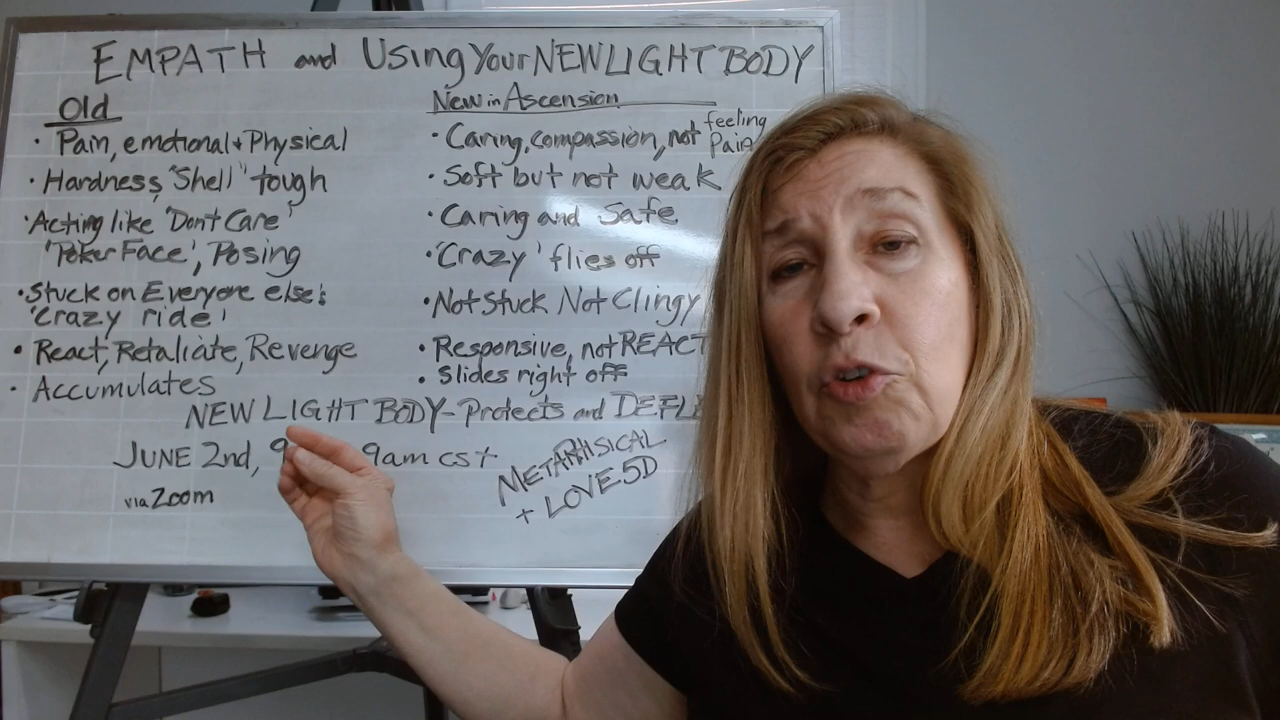 EMPATH and Using Your NEW LIGHT BODY
Old
• Pain, emotional + Physical
• Hardness, "Shell" tough
• Acting like 'Don't Care'
'Poker Face', Posing
• Stuck on Everyone else's
'Crazy ride'
• React, Retaliate, Revenge
• Accumulates
New in Ascension
• Caring, compassion, not feeling
Pain
• Soft but not weak
• Caring and Safe
• 'Crazy' flies off
• Not Stuck Not Clingy
• Responsive, not REACT
• Slides right off
NEW LIGHT BODY - Protects and
JUNE 2nd, 9am cst
via Zoom
METAPHISICAL
+ LOVE 5D